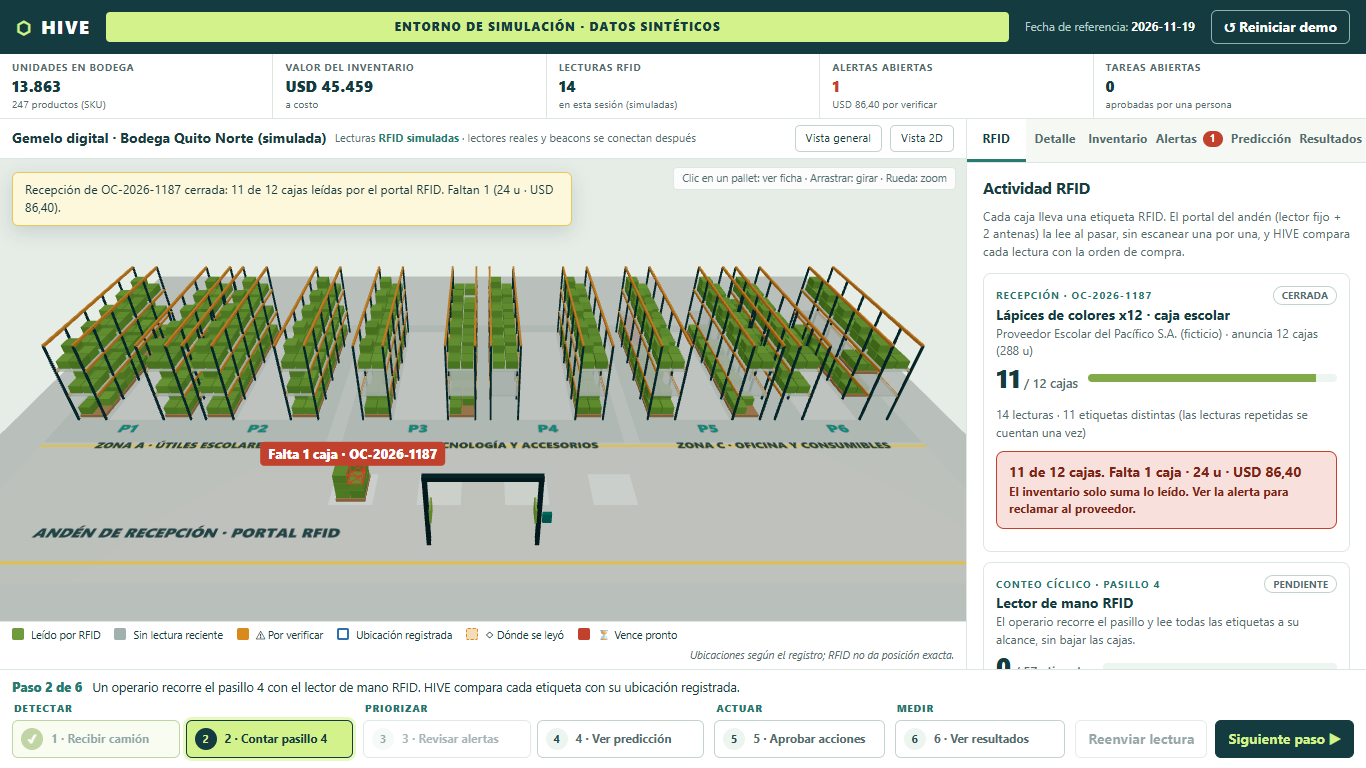 HIVE
ENTORNO DE SIMULACIÓN · DATOS SINTÉTICOS
Fecha de referencia: 2026-11-19
↺ Reiniciar demo
UNIDADES EN BODEGA
13.863
247 productos (SKU)
VALOR DEL INVENTARIO
USD 45.459
a costo
LECTURAS RFID
14
en esta sesión (simuladas)
ALERTAS ABIERTAS
1
USD 86,40 por verificar
TAREAS ABIERTAS
0
aprobadas por una persona
Gemelo digital · Bodega Quito Norte (simulada)
Lecturas RFID simuladas · lectores reales y beacons se conectan después
Vista general
Vista 2D
Recepción de OC-2026-1187 cerrada: 11 de 12 cajas leídas por el portal RFID. Faltan 1 (24 u · USD
86,40).
Clic en un pallet: ver ficha · Arrastrar: girar · Rueda: zoom
P1
P2
P3
P4
P5
P6
ZONA A · ÚTILES ESCOLARE
CNOLOGÍA Y ACCESORIOS
ZONA C · OFICINA Y CONSUMIBLES
Falta 1 caja · OC-2026-1187
ANDÉN DE RECEPCIÓN · PORTAL RFID
Leído por RFID
Sin lectura reciente
⚠ Por verificar
Ubicación registrada
◇ Dónde se leyó
⌛ Vence pronto
Ubicaciones según el registro; RFID no da posición exacta.
RFID
Detalle
Inventario
Alertas 1
Predicción
Resultados
Actividad RFID
Cada caja lleva una etiqueta RFID. El portal del andén (lector fijo +
2 antenas) la lee al pasar, sin escanear una por una, y HIVE compara
cada lectura con la orden de compra.
RECEPCIÓN · OC-2026-1187
CERRADA
Lápices de colores x12 · caja escolar
Proveedor Escolar del Pacífico S.A. (ficticio) · anuncia 12 cajas
(288 u)
11 / 12 cajas
14 lecturas · 11 etiquetas distintas (las lecturas repetidas se
cuentan una vez)
11 de 12 cajas. Falta 1 caja · 24 u · USD 86,40
El inventario solo suma lo leído. Ver la alerta para
reclamar al proveedor.
CONTEO CÍCLICO · PASILLO 4
PENDIENTE
Lector de mano RFID
El operario recorre el pasillo y lee todas las etiquetas a su
alcance, sin bajar las cajas.
Paso 2 de 6 Un operario recorre el pasillo 4 con el lector de mano RFID. HIVE compara cada etiqueta con su ubicación registrada.
DETECTAR
PRIORIZAR
ACTUAR
MEDIR
✓ 1 · Recibir camión
2 2 · Contar pasillo 4
3 3 · Revisar alertas
4 4 · Ver predicción
5 5 · Aprobar acciones
6 6 · Ver resultados
Reenviar lectura
Siguiente paso ▶